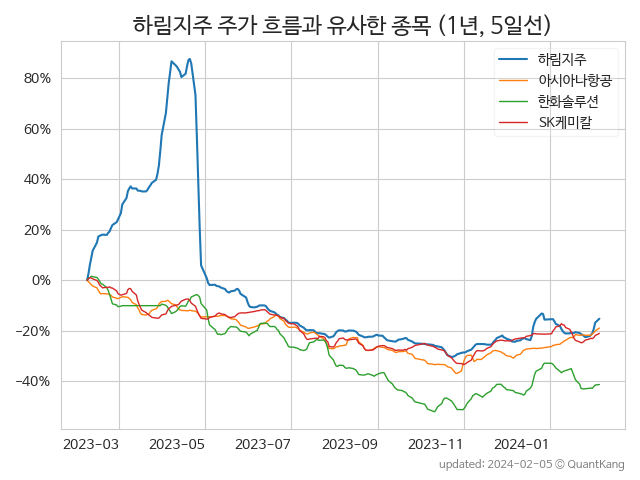 하림지주 주가 흐름과 유사한 종목 (1년, 5일선)
하림지주
아시아나항공
한화솔루션
SK케미칼
80%
60%
40%
20%
0%
−20%
−40%
2023-03 2023-05 2023-07 2023-09 2023-11 2024-01
updated: 2024-02-05 © QuantKang